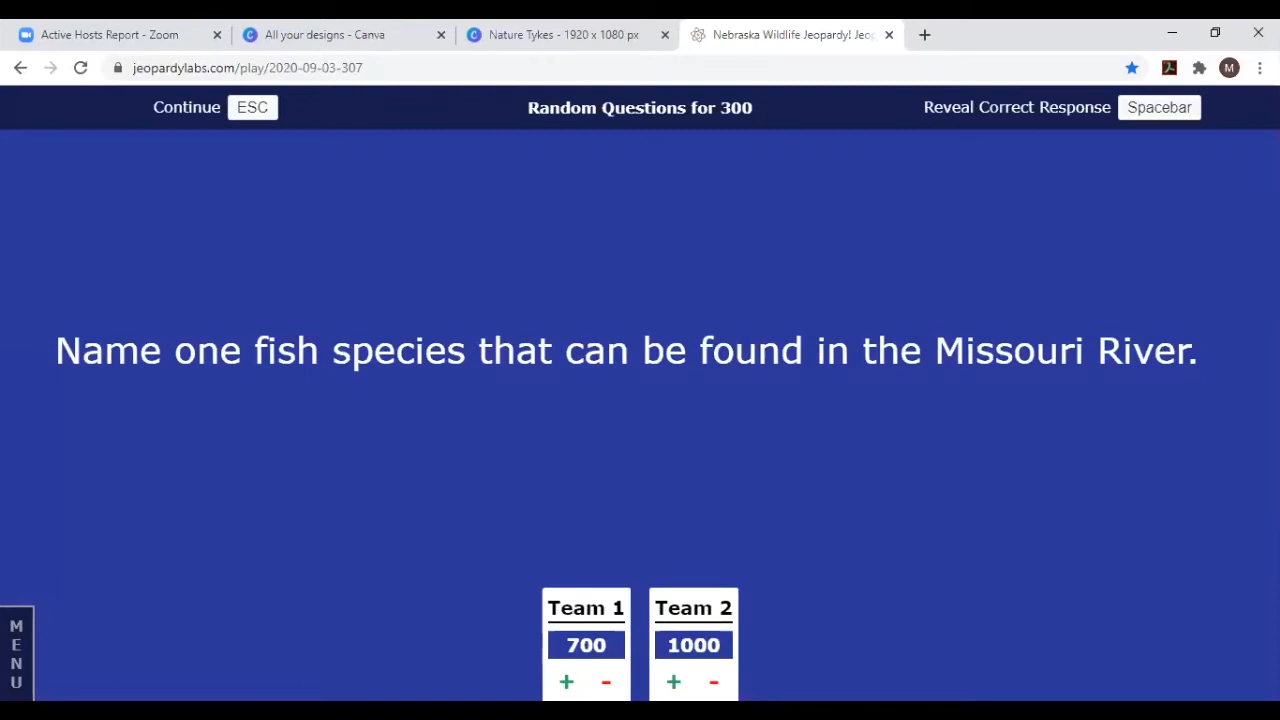 Active Hosts Report - Zoom
All your designs - Canva
Nature Tykes - 1920 x 1080 px
Nebraska Wildlife Jeopardy! Jeop
jeopardylabs.com/play/2020-09-03-307
M
Continue ESC
Random Questions for 300
Reveal Correct Response Spacebar
Name one fish species that can be found in the Missouri River.
MENU
Team 1 Team 2
700 1000
+ - + -